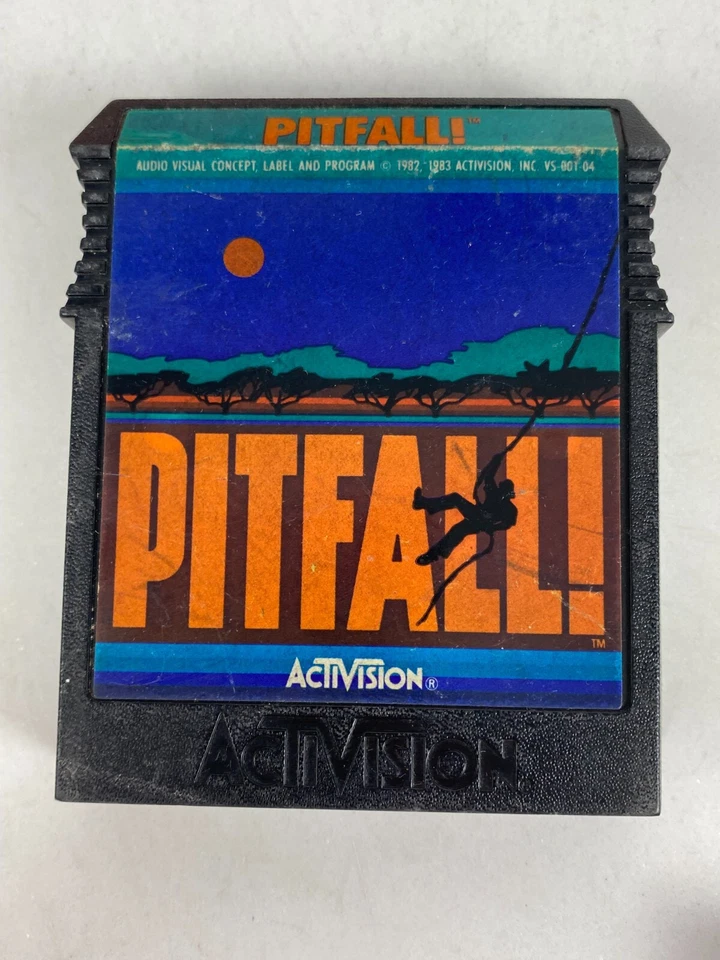 PITFALL!™
AUDIO VISUAL CONCEPT, LABEL AND PROGRAM © 1982, 1983 ACTIVISION, INC. VS-001-04
PITFALL!
TM
ACTIVISION®
ACTIVISION®